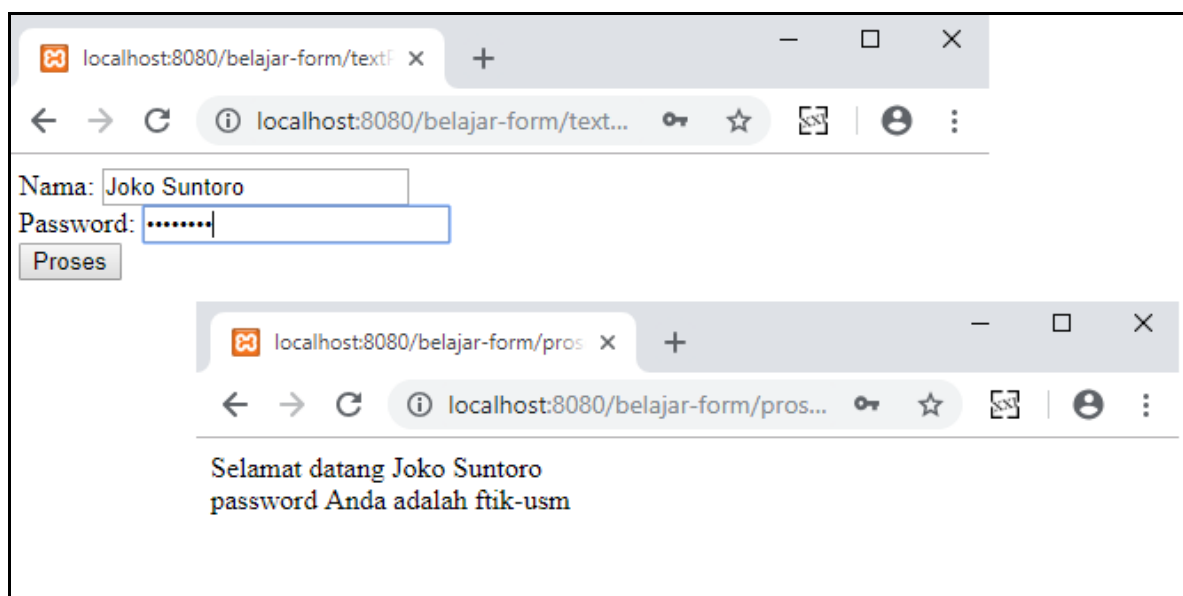 localhost:8080/belajar-form/text
localhost:8080/belajar-form/text...
Nama: Joko Suntoro
Password: ••••••••
Proses
localhost:8080/belajar-form/pros
localhost:8080/belajar-form/pros...
Selamat datang Joko Suntoro
password Anda adalah ftik-usm